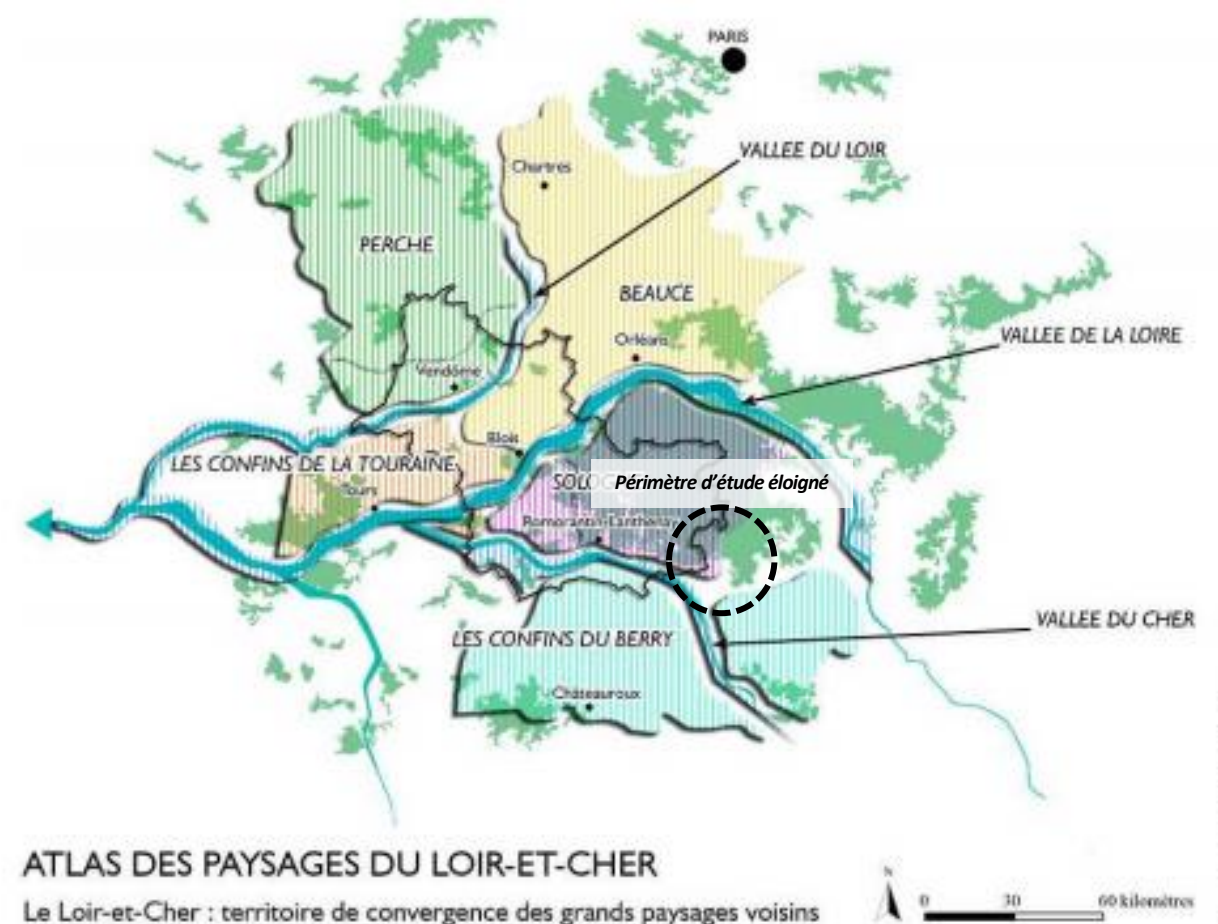 PARIS
VALLEE DU LOIR
Chartres
PERCHE
BEAUCE
VALLEE DE LA LOIRE
Orléans
Vendôme
Blois
LES CONFINS DE LA TOURAINE
Tours
SOLOG
Périmètre d'étude éloigné
Romorantin-Lanthenay
VALLEE DU CHER
LES CONFINS DU BERRY
Châteauroux
ATLAS DES PAYSAGES DU LOIR-ET-CHER
Le Loir-et-Cher : territoire de convergence des grands paysages voisins
N
0 30 60 kilomètres